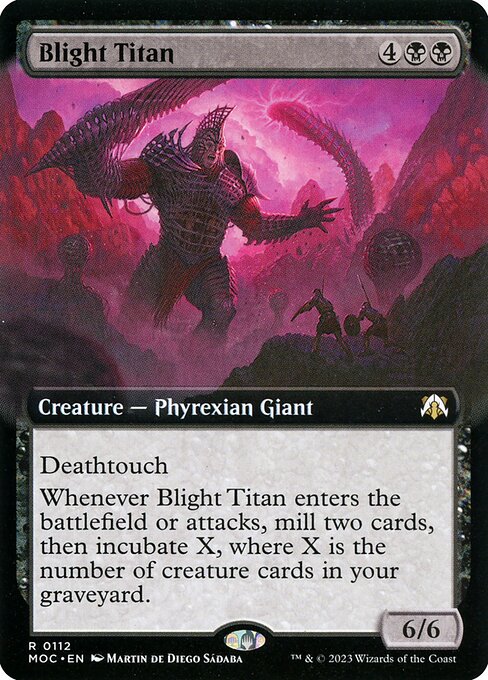 Blight Titan 4
Creature — Phyrexian Giant
Deathtouch
Whenever Blight Titan enters the
battlefield or attacks, mill two cards,
then incubate X, where X is the
number of creature cards in your
graveyard.
6/6
R 0112
MOC • EN Martin de Diego Sádaba
™ & © 2023 Wizards of the Coast